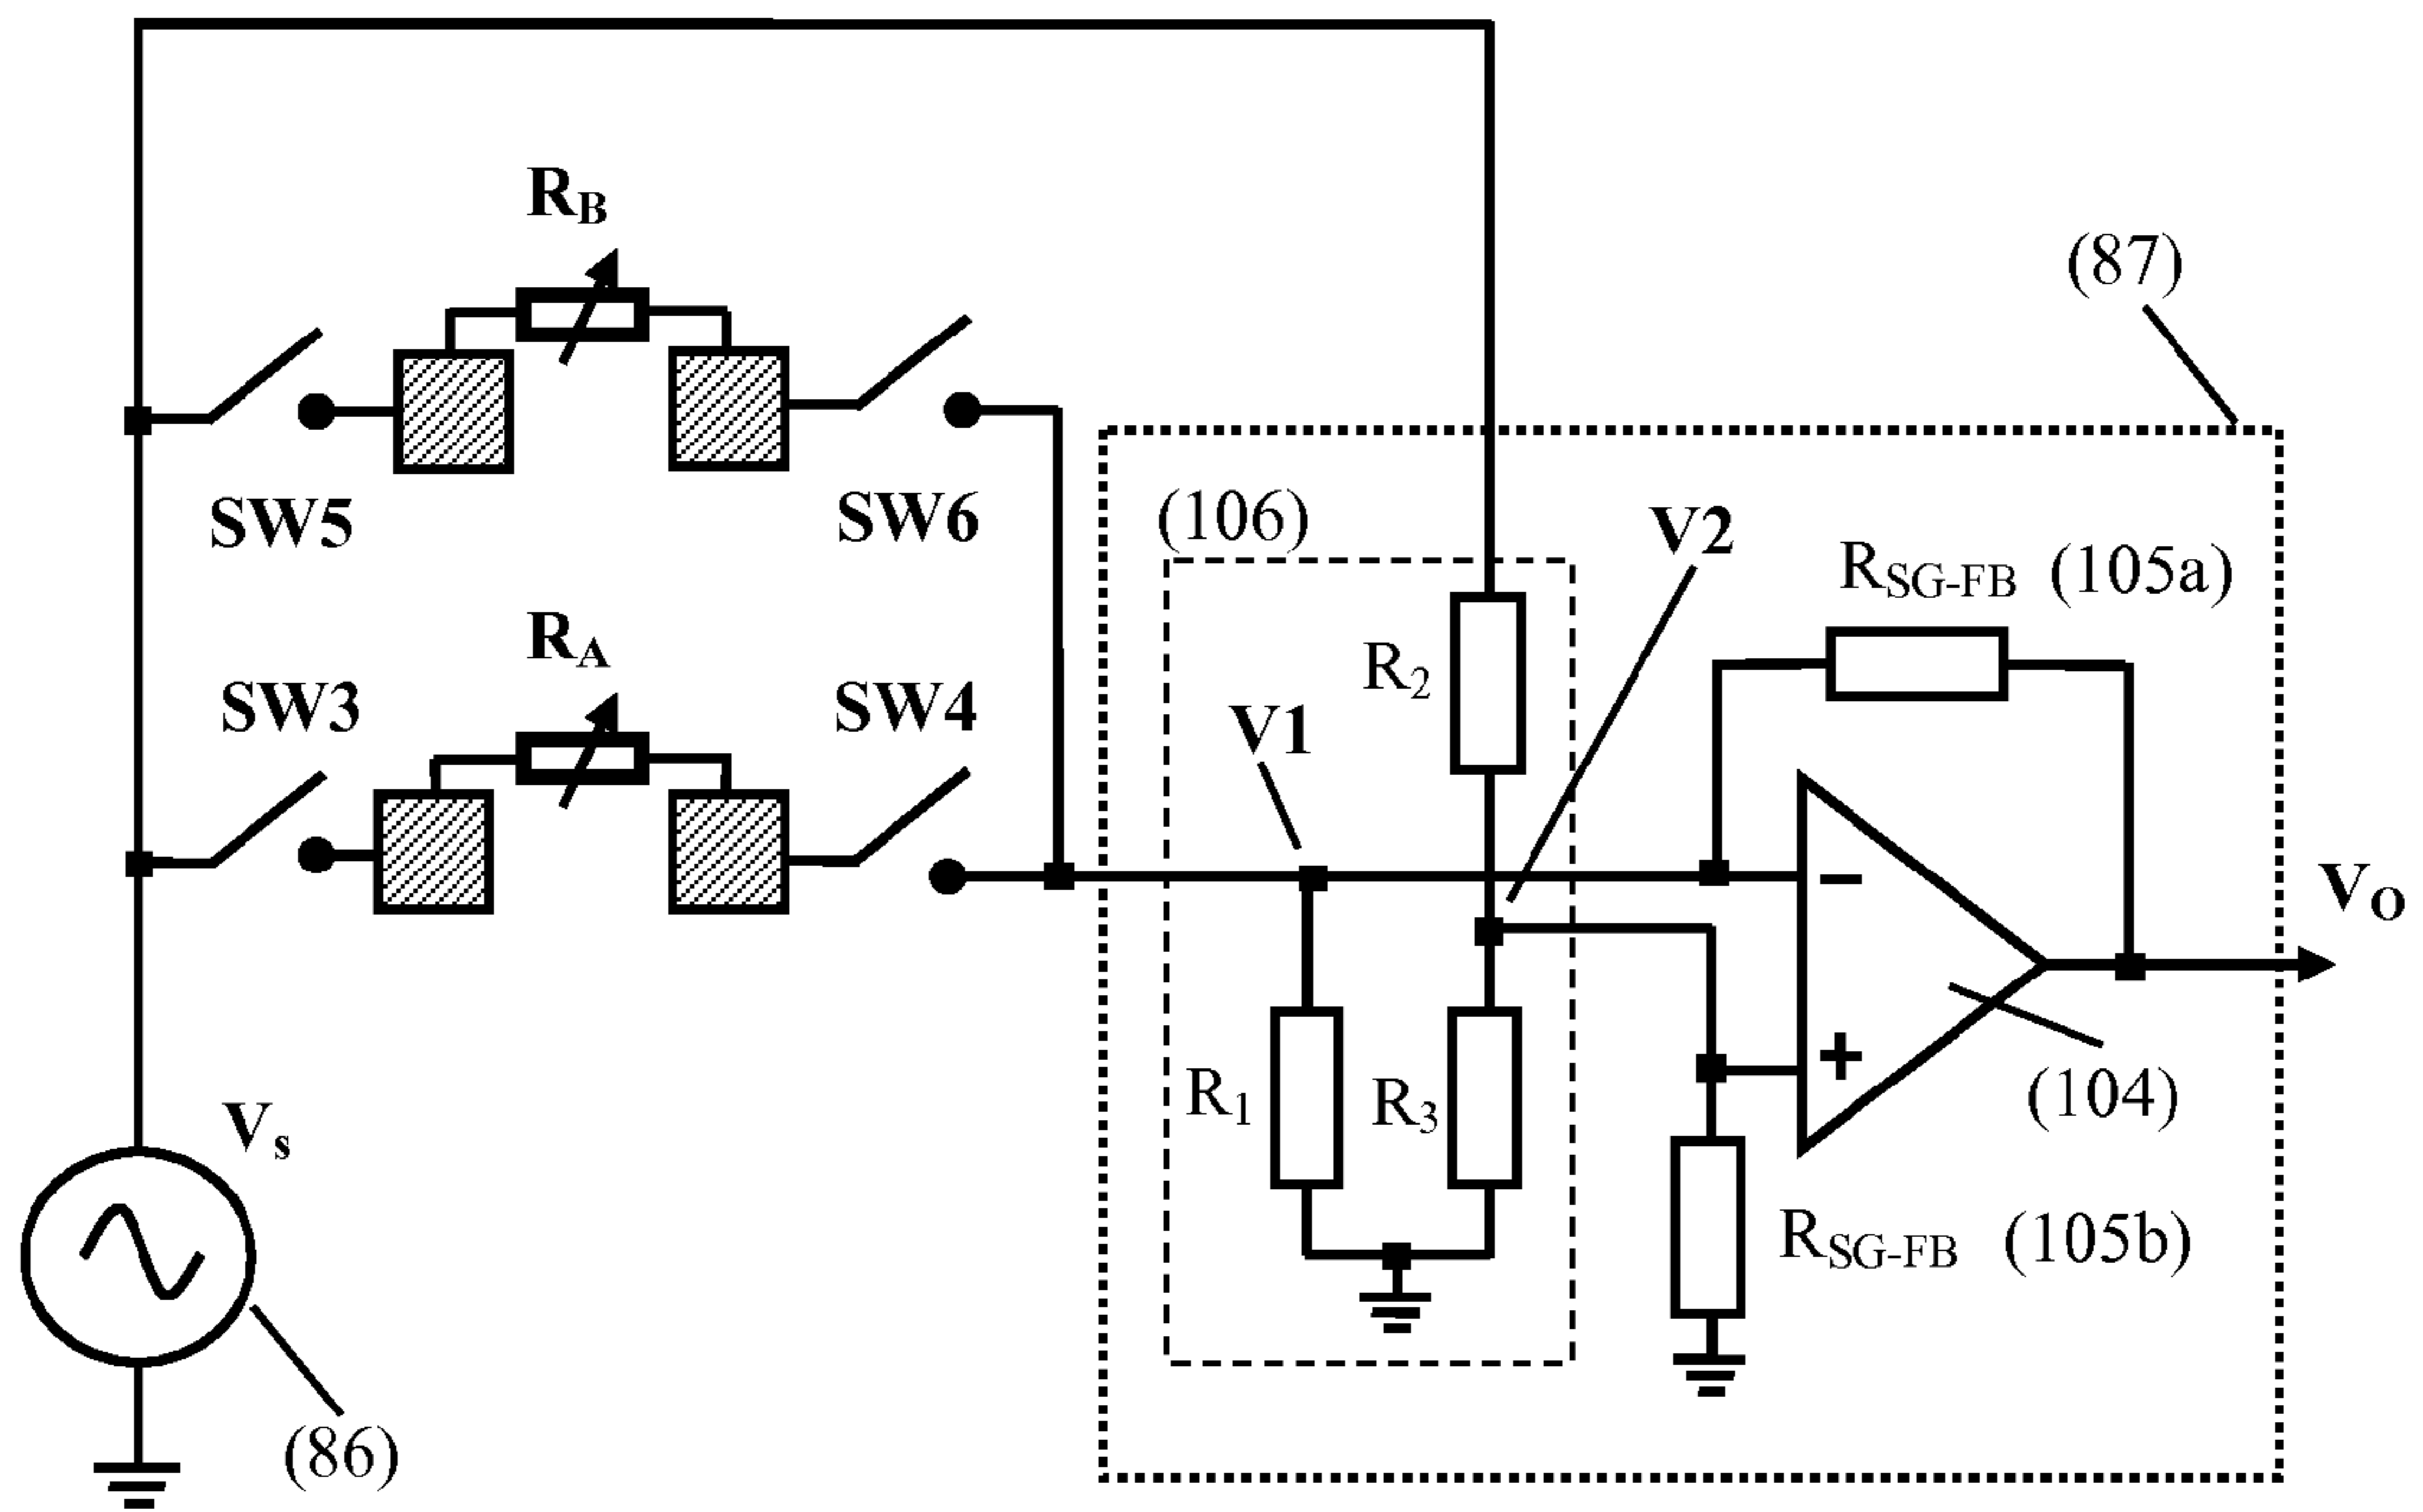 R_B
(87)
SW5
SW6
(106)
V2
R_SG-FB (105a)
R_A
R_2
SW3
SW4
V1
−
V_O
+
R_1
R_3
(104)
V_s
R_SG-FB (105b)
(86)